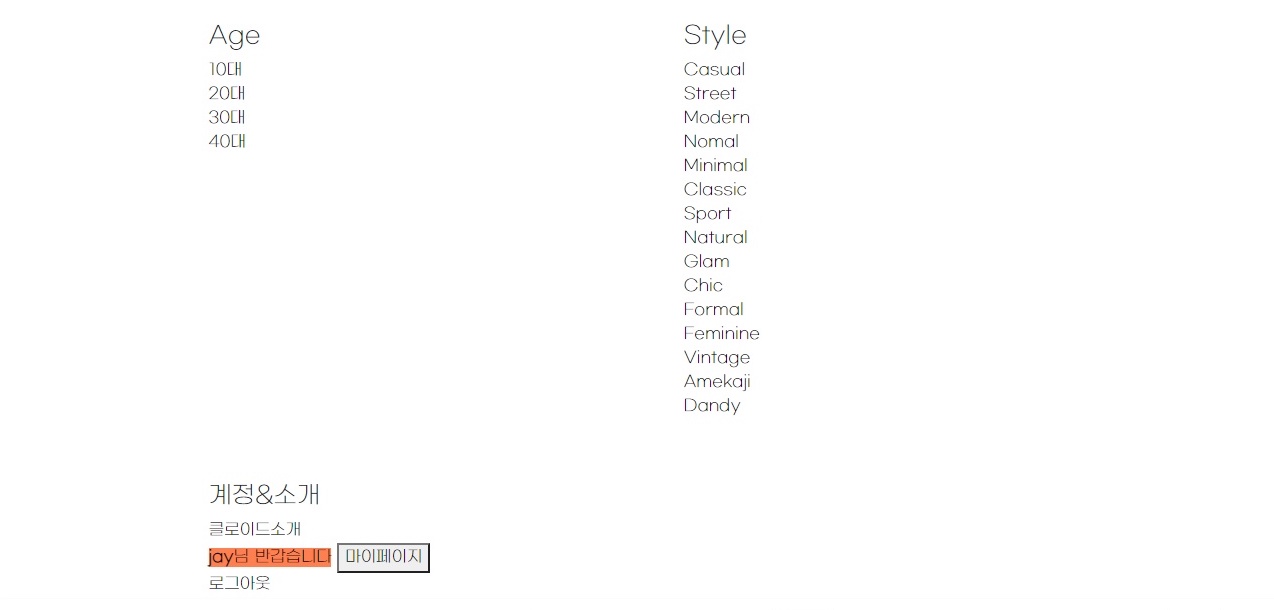 Age
10대
20대
30대
40대
Style
Casual
Street
Modern
Nomal
Minimal
Classic
Sport
Natural
Glam
Chic
Formal
Feminine
Vintage
Amekaji
Dandy
계정&소개
클로이드소개
jay님 반갑습니다 마이페이지
로그아웃